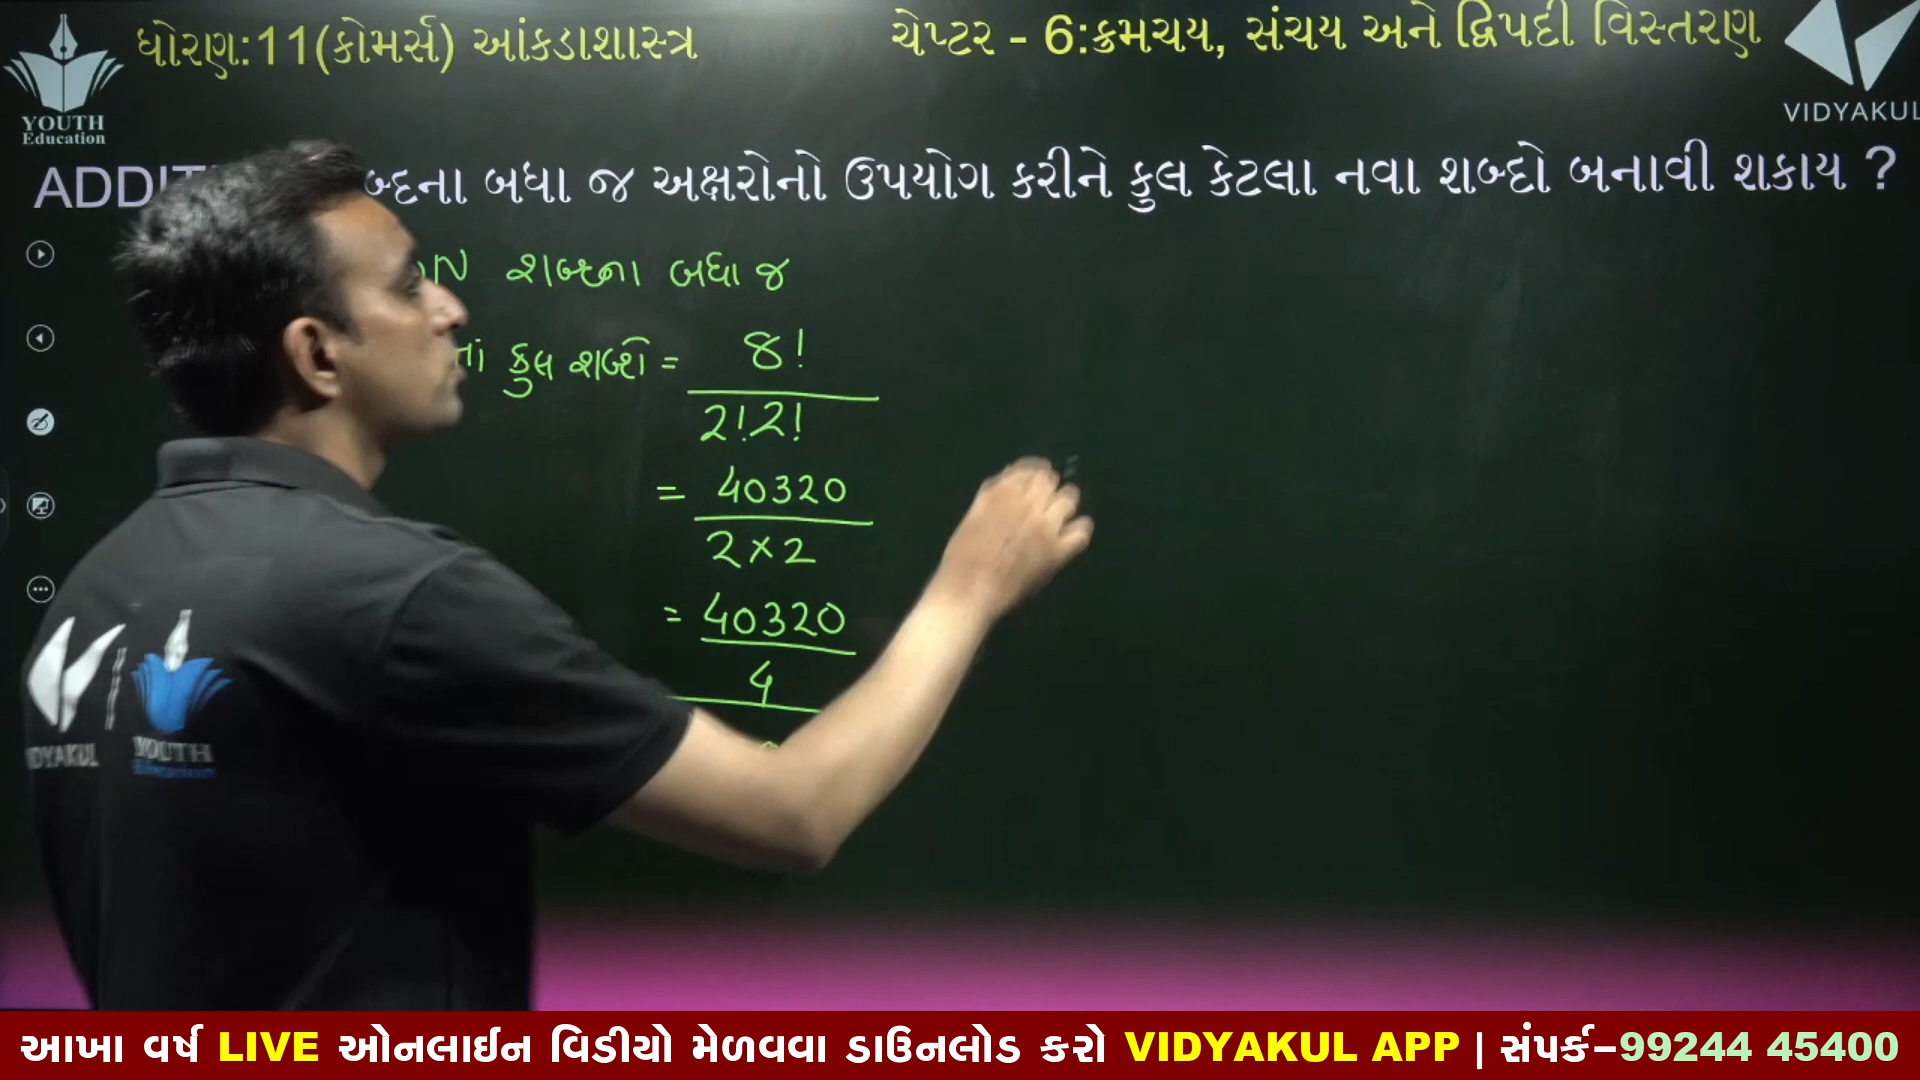 ધોરણ:11(કોમર્સ) આંકડાશાસ્ત્ર
ચેપ્ટર - 6:ક્રમચય, સંચય અને દ્વિપદી વિસ્તરણ
YOUTH
Education
VIDYAKUL
બધા જ અક્ષરોનો ઉપયોગ કરીને કુલ કેટલા નવા શબ્દો બનાવી શકાય ?
શબ્દના બધા જ
કુલ શબ્દો = 8!
2!2!
= 40320
2×2
= 40320
4
YOUTH
આખા વર્ષ LIVE ઓનલાઈન વિડીયો મેળવવા ડાઉનલોડ કરો VIDYAKUL APP | સંપર્ક–99244 45400